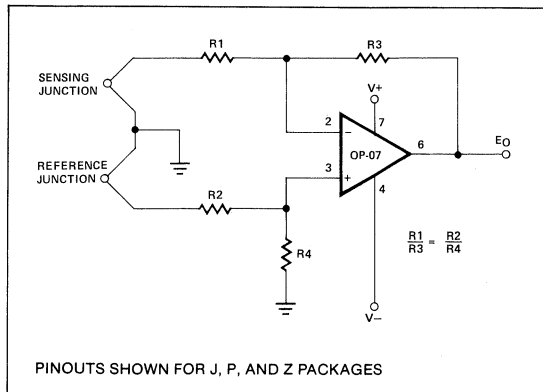 R1
R3
SENSING
JUNCTION
V+
7
2
−
6
EO
OP-07
REFERENCE
JUNCTION
3
+
4
R2
R1
R3
=
R2
R4
R4
V−
PINOUTS SHOWN FOR J, P, AND Z PACKAGES